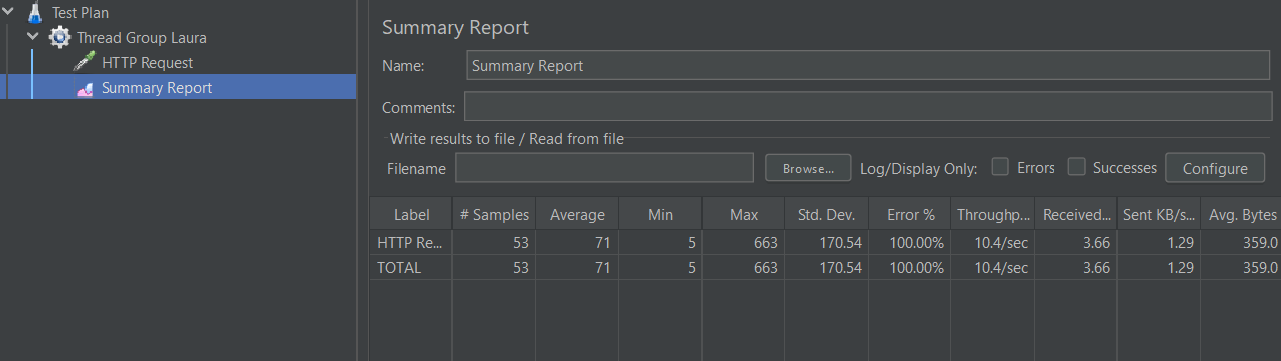 Test Plan
Thread Group Laura
HTTP Request
Summary Report
Summary Report
Name: Summary Report
Comments:
Write results to file / Read from file
Filename Browse... Log/Display Only: Errors Successes Configure
Label # Samples Average Min Max Std. Dev. Error % Throughp... Received... Sent KB/s... Avg. Bytes
HTTP Re... 53 71 5 663 170.54 100.00% 10.4/sec 3.66 1.29 359.0
TOTAL 53 71 5 663 170.54 100.00% 10.4/sec 3.66 1.29 359.0